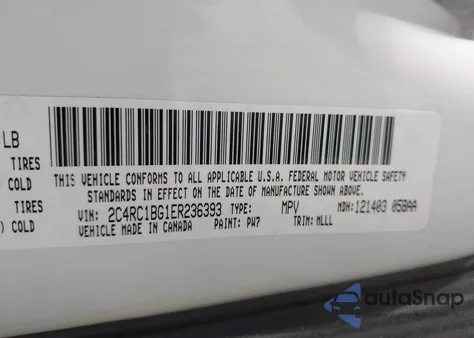 LB
TIRES
COLD
TIRES
) COLD
THIS VEHICLE CONFORMS TO ALL APPLICABLE U.S.A. FEDERAL MOTOR VEHICLE SAFETY
STANDARDS IN EFFECT ON THE DATE OF MANUFACTURE SHOWN ABOVE.
VIN: 2C4RC1BG1ER236393 TYPE: MPV MDH: 121403 05BAA
VEHICLE MADE IN CANADA PAINT: PW7 TRIM: MLLL
autoSnap